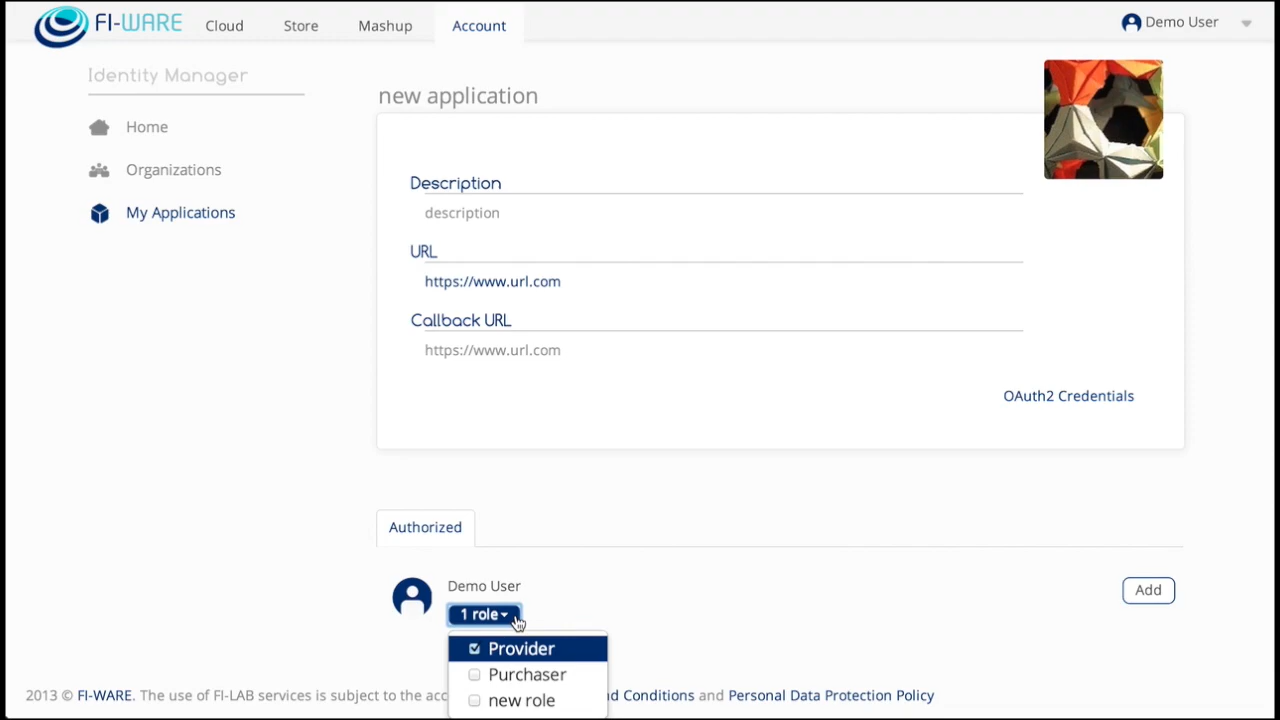 FI-WARE Cloud Store Mashup Account Demo User
Identity Manager
Home
Organizations
My Applications
new application
Description
description
URL
https://www.url.com
Callback URL
https://www.url.com
OAuth2 Credentials
Authorized
Demo User
1 role
Add
Provider
Purchaser
new role
2013 © FI-WARE. The use of FI-LAB services is subject to the Conditions and Personal Data Protection Policy